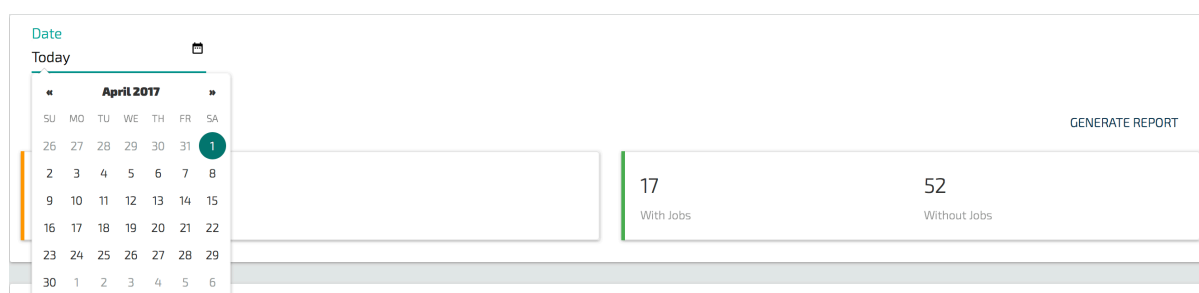 Date
Today
« April 2017 »
SU MO TU WE TH FR SA
26 27 28 29 30 31 1
2 3 4 5 6 7 8
9 10 11 12 13 14 15
16 17 18 19 20 21 22
23 24 25 26 27 28 29
30 1 2 3 4 5 6
GENERATE REPORT
17
With Jobs
52
Without Jobs